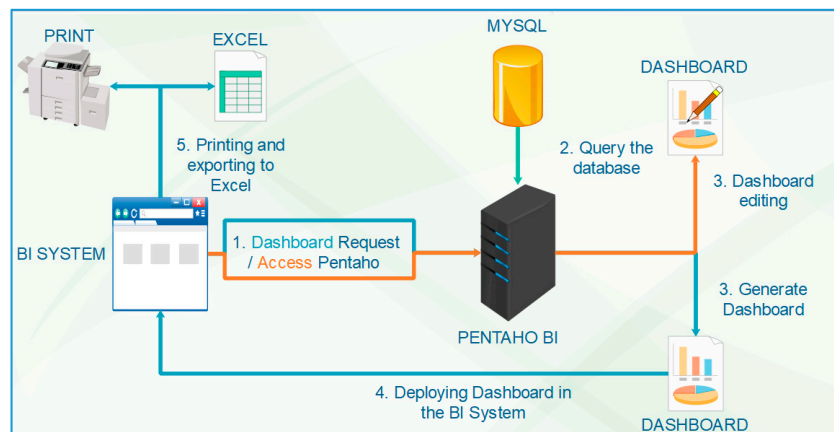 PRINT
EXCEL
MYSQL
DASHBOARD
5. Printing and
exporting to
Excel
2. Query the
database
3. Dashboard
editing
BI SYSTEM
1. Dashboard Request
/ Access Pentaho
3. Generate
Dashboard
PENTAHO BI
4. Deploying Dashboard in
the BI System
DASHBOARD